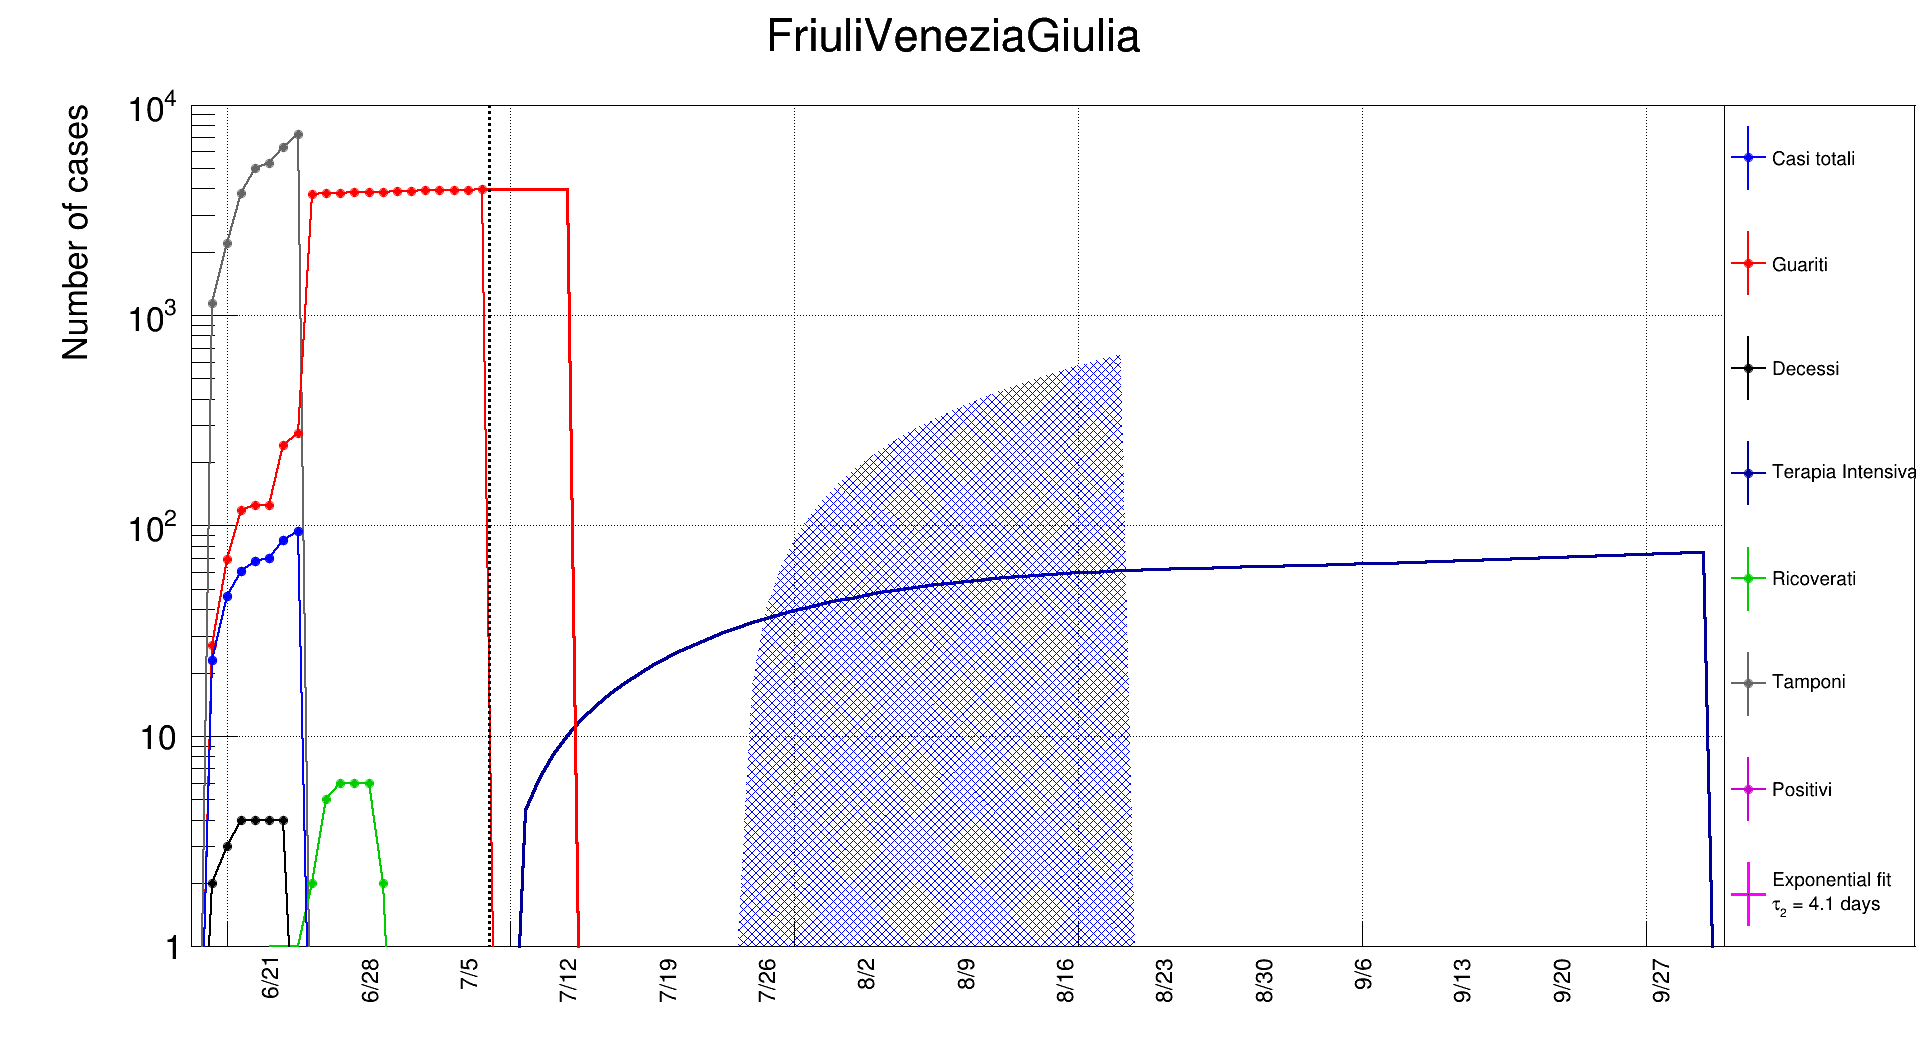 FriuliVeneziaGiulia
Number of cases
10^4
10^3
10^2
10
1
6/21
6/28
7/5
7/12
7/19
7/26
8/2
8/9
8/16
8/23
8/30
9/6
9/13
9/20
9/27
Casi totali
Guariti
Decessi
Terapia Intensiva
Ricoverati
Tamponi
Positivi
Exponential fit
τ_2 = 4.1 days